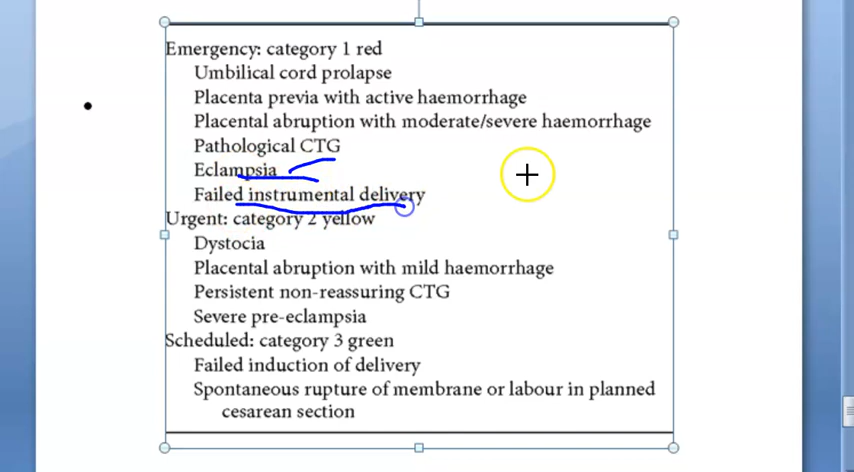 Emergency: category 1 red
Umbilical cord prolapse
Placenta previa with active haemorrhage
Placental abruption with moderate/severe haemorrhage
Pathological CTG
Eclampsia
Failed instrumental delivery
Urgent: category 2 yellow
Dystocia
Placental abruption with mild haemorrhage
Persistent non-reassuring CTG
Severe pre-eclampsia
Scheduled: category 3 green
Failed induction of delivery
Spontaneous rupture of membrane or labour in planned
cesarean section